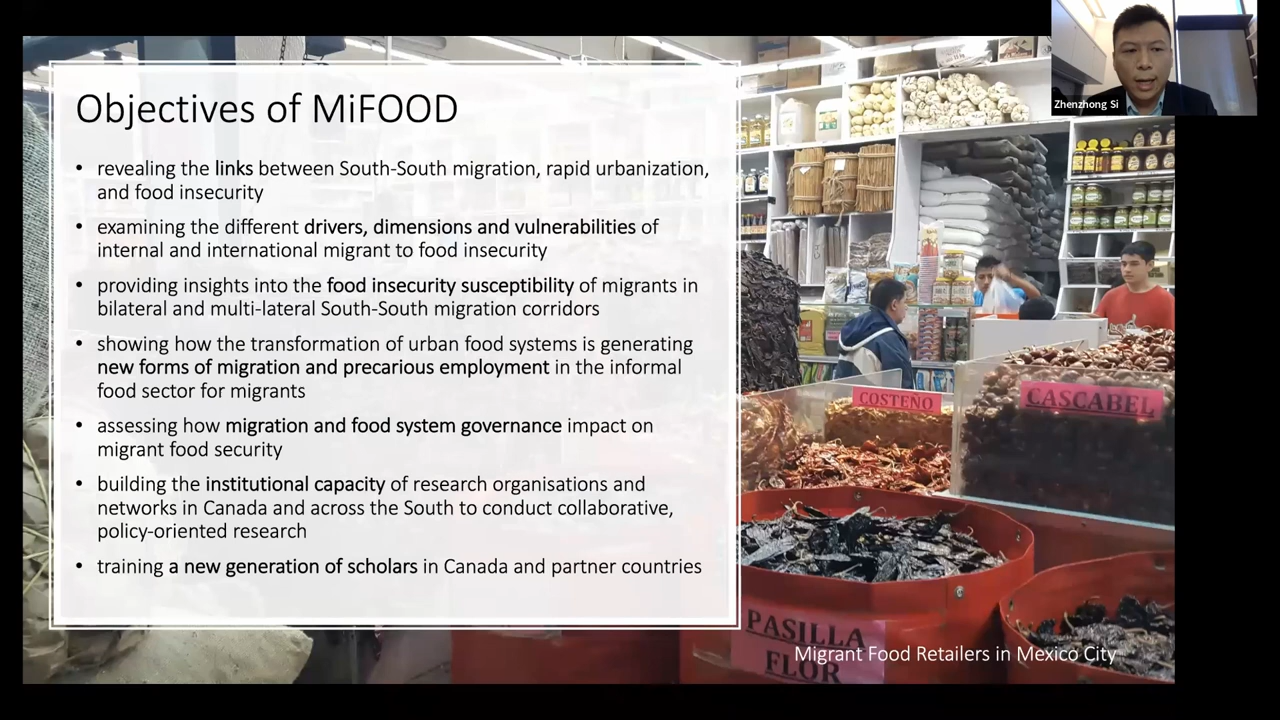 Zhenzhong Si
Objectives of MiFOOD
• revealing the links between South-South migration, rapid urbanization,
and food insecurity
• examining the different drivers, dimensions and vulnerabilities of
internal and international migrant to food insecurity
• providing insights into the food insecurity susceptibility of migrants in
bilateral and multi-lateral South-South migration corridors
• showing how the transformation of urban food systems is generating
new forms of migration and precarious employment in the informal
food sector for migrants
• assessing how migration and food system governance impact on
migrant food security
• building the institutional capacity of research organisations and
networks in Canada and across the South to conduct collaborative,
policy-oriented research
• training a new generation of scholars in Canada and partner countries
COSTEÑO
CASCABEL
PASILLA
FLOR
Migrant Food Retailers in Mexico City